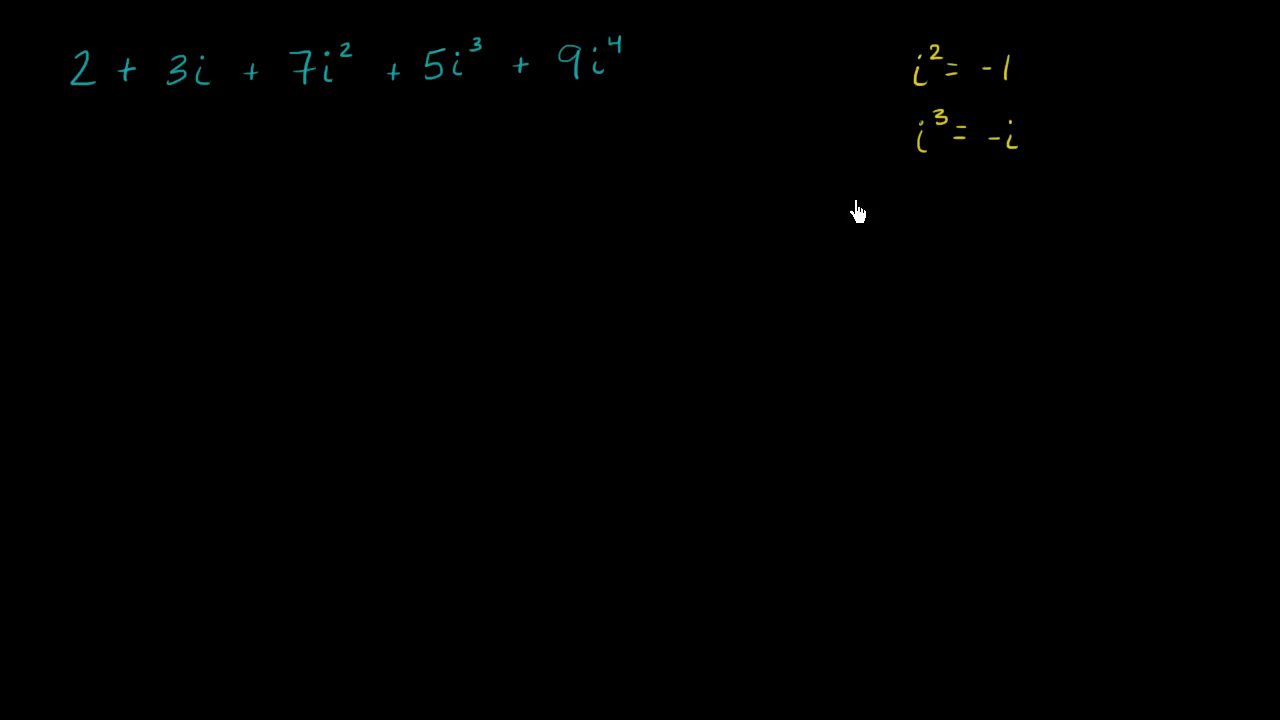 2 + 3i + 7i² + 5i³ + 9i⁴
i² = -1
i³ = -i